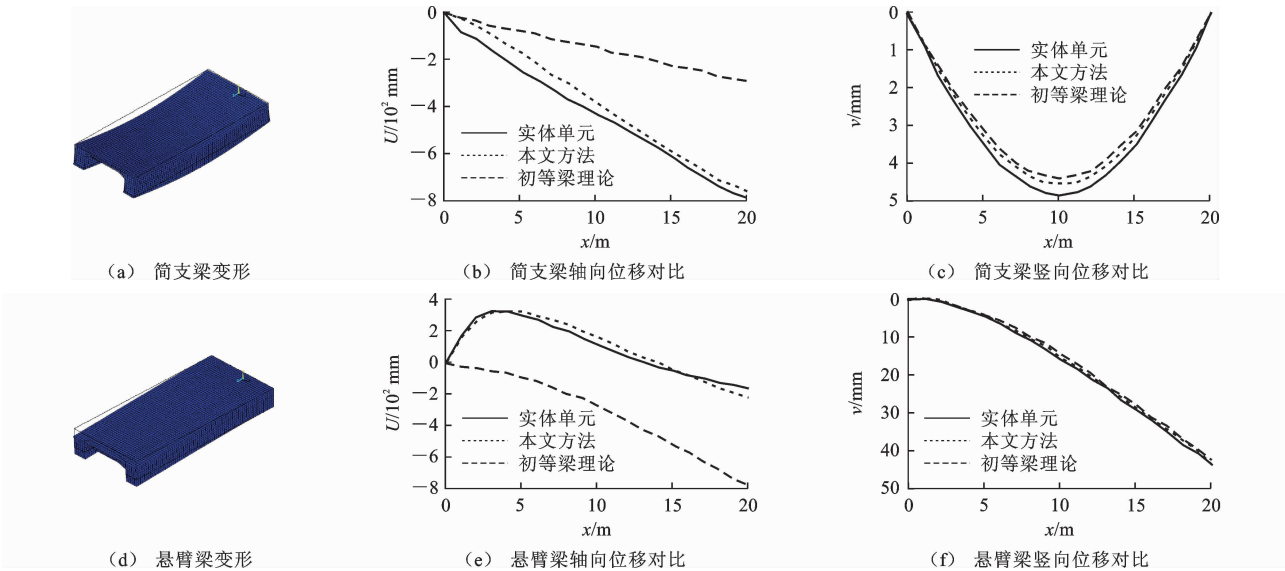 0
−2
−4
−6
−8
U/10² mm
实体单元
本文方法
初等梁理论
0 5 10 15 20
x/m
0
1
2
3
4
5
v/mm
实体单元
本文方法
初等梁理论
0 5 10 15 20
x/m
（a） 简支梁变形
（b） 简支梁轴向位移对比
（c） 简支梁竖向位移对比
4
2
0
−2
−4
−6
−8
U/10² mm
实体单元
本文方法
初等梁理论
0 5 10 15 20
x/m
0
10
20
30
40
50
v/mm
实体单元
本文方法
初等梁理论
0 5 10 15 20
x/m
（d） 悬臂梁变形
（e） 悬臂梁轴向位移对比
（f） 悬臂梁竖向位移对比